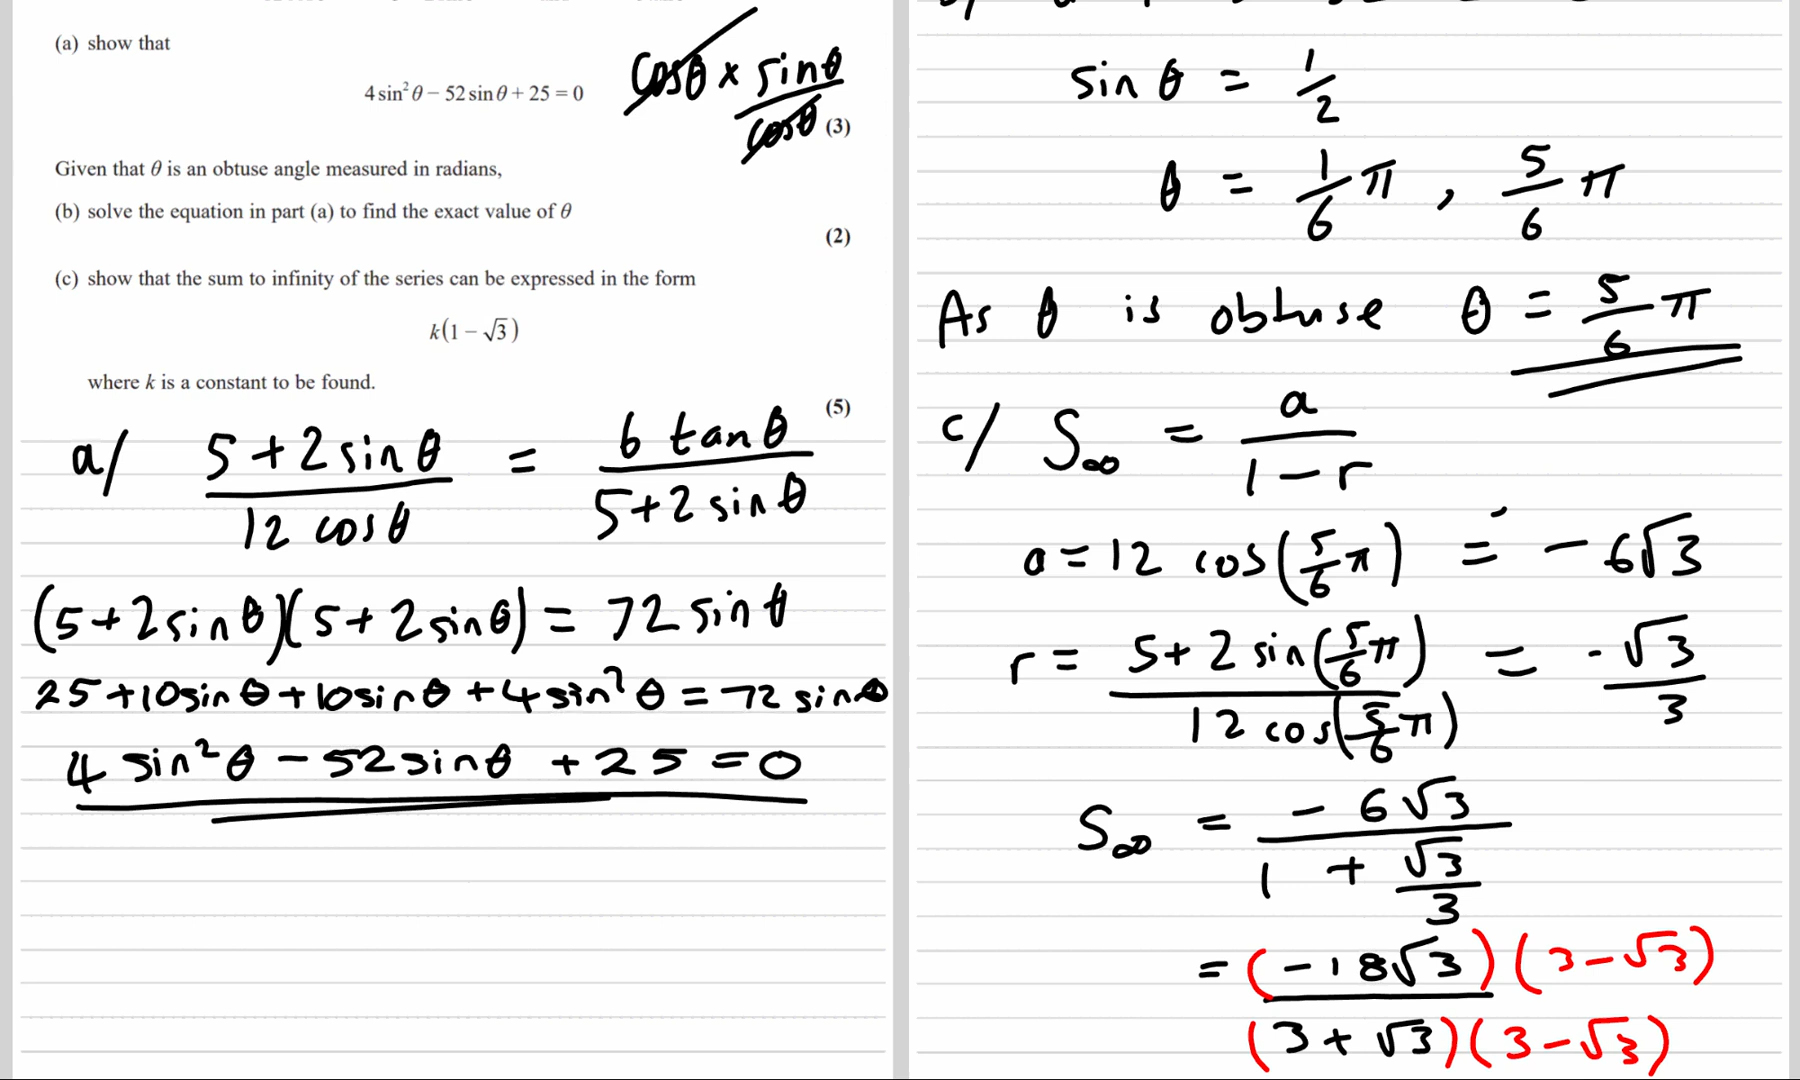 (a) show that
4 sin² θ – 52 sin θ + 25 = 0
cosθ × sinθ/cosθ
(3)
Given that θ is an obtuse angle measured in radians,
(b) solve the equation in part (a) to find the exact value of θ
(2)
(c) show that the sum to infinity of the series can be expressed in the form
k(1 – √3)
where k is a constant to be found.
(5)
a/ (5 + 2 sin θ)/(12 cos θ) = (6 tan θ)/(5 + 2 sin θ)
(5 + 2 sin θ)(5 + 2 sin θ) = 72 sin θ
25 + 10 sin θ + 10 sin θ + 4 sin² θ = 72 sin θ
4 sin² θ – 52 sin θ + 25 = 0
sin θ = 1/2
θ = 1/6 π , 5/6 π
As θ is obtuse θ = 5/6 π
c/ S∞ = a/(1 – r)
a = 12 cos(5/6 π) = – 6√3
r = (5 + 2 sin(5/6 π))/(12 cos(5/6 π)) = -√3/3
S∞ = (– 6√3)/(1 + √3/3)
= (–18√3)(3 – √3)
(3 + √3)(3 – √3)